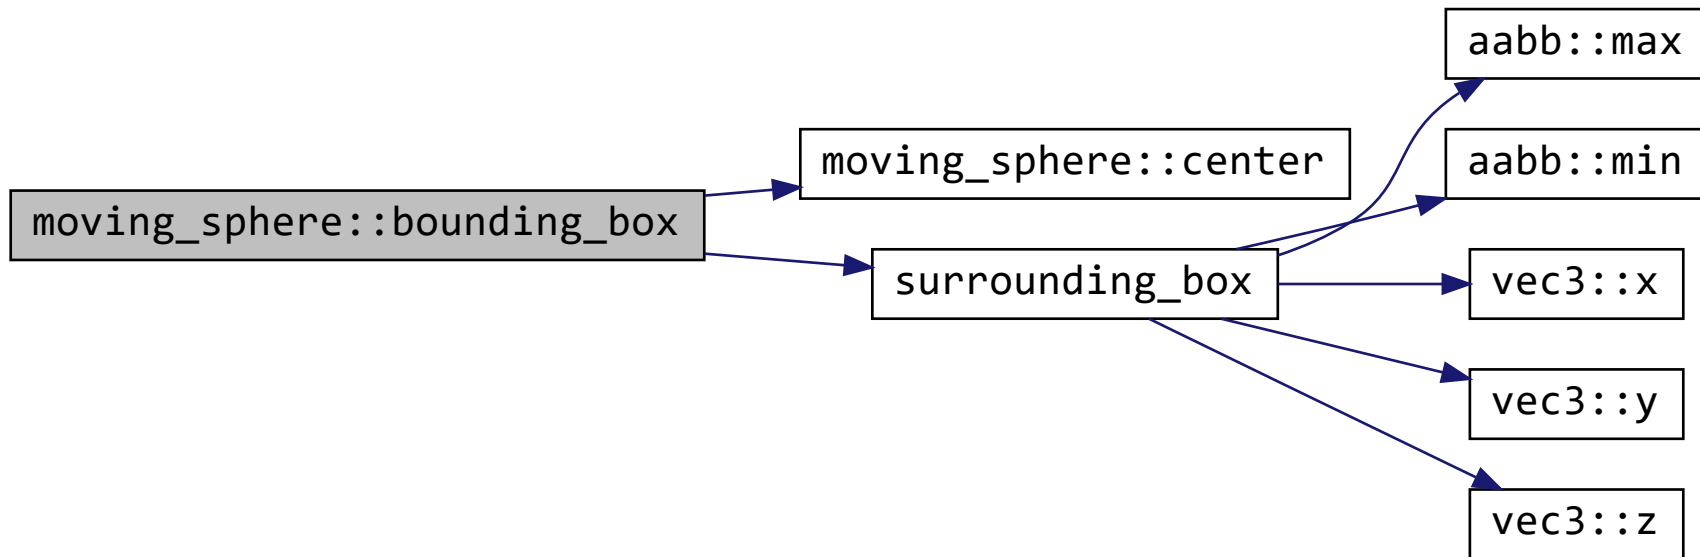 aabb::max
moving_sphere::center
aabb::min
moving_sphere::bounding_box
surrounding_box
vec3::x
vec3::y
vec3::z